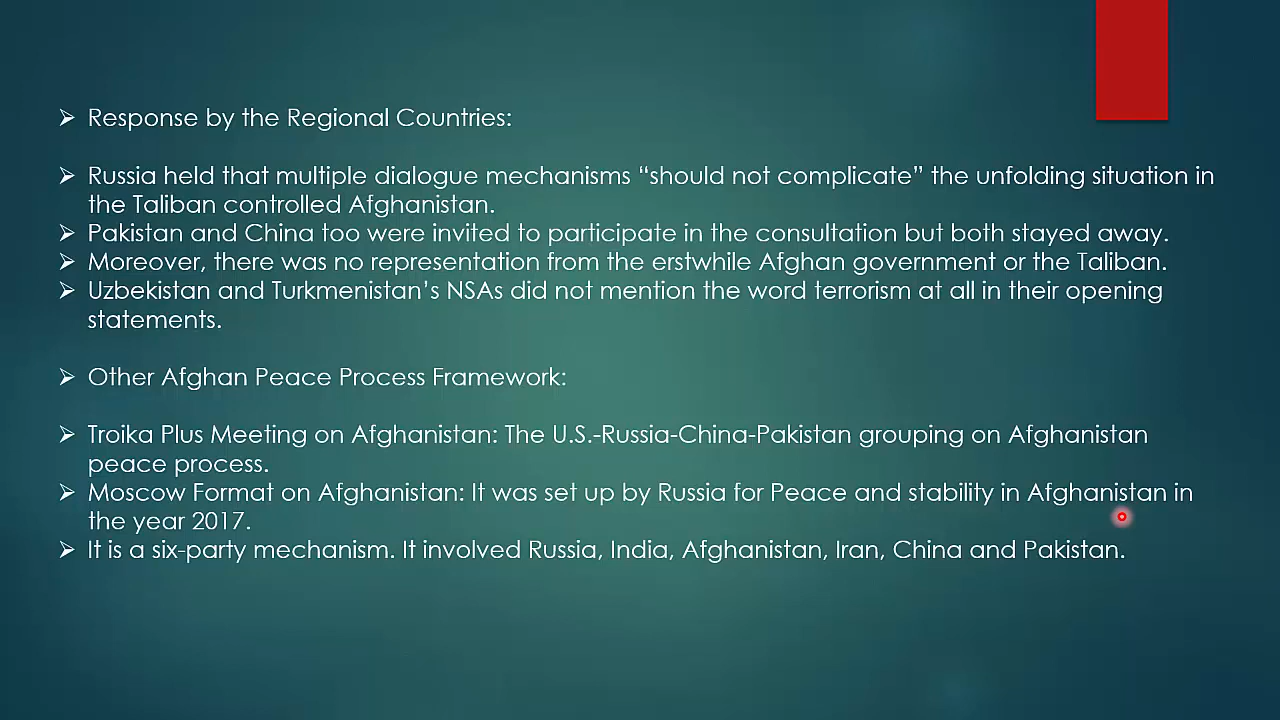 ➢ Response by the Regional Countries:
➢ Russia held that multiple dialogue mechanisms “should not complicate” the unfolding situation in
the Taliban controlled Afghanistan.
➢ Pakistan and China too were invited to participate in the consultation but both stayed away.
➢ Moreover, there was no representation from the erstwhile Afghan government or the Taliban.
➢ Uzbekistan and Turkmenistan’s NSAs did not mention the word terrorism at all in their opening
statements.
➢ Other Afghan Peace Process Framework:
➢ Troika Plus Meeting on Afghanistan: The U.S.-Russia-China-Pakistan grouping on Afghanistan
peace process.
➢ Moscow Format on Afghanistan: It was set up by Russia for Peace and stability in Afghanistan in
the year 2017.
➢ It is a six-party mechanism. It involved Russia, India, Afghanistan, Iran, China and Pakistan.